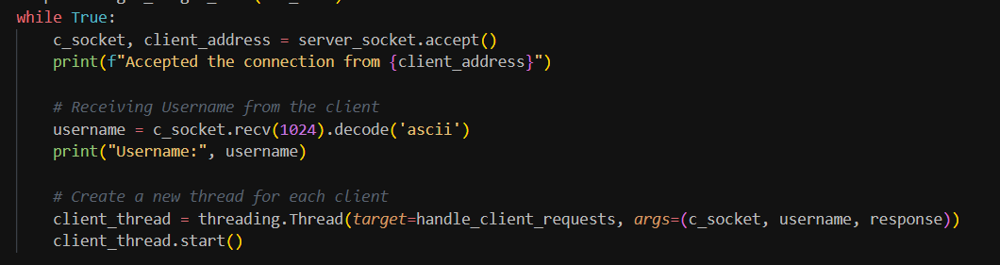 while True:
    c_socket, client_address = server_socket.accept()
    print(f"Accepted the connection from {client_address}")
    # Receiving Username from the client
    username = c_socket.recv(1024).decode('ascii')
    print("Username:", username)
    # Create a new thread for each client
    client_thread = threading.Thread(target=handle_client_requests, args=(c_socket, username, response))
    client_thread.start()